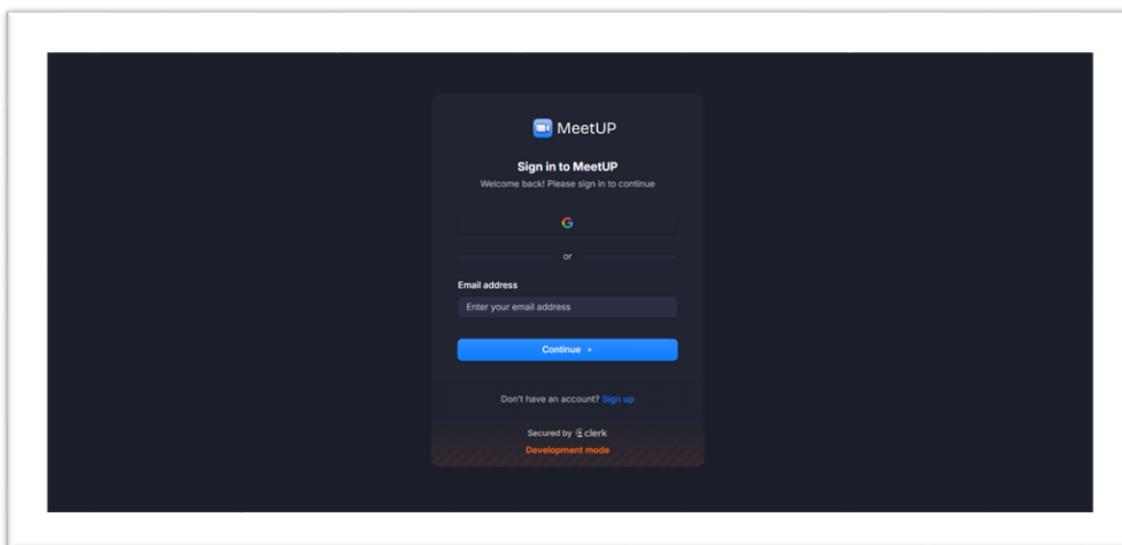 MeetUP
Sign in to MeetUP
Welcome back! Please sign in to continue
or
Email address
Enter your email address
Continue
Don't have an account? Sign up
Secured by clerk
Development mode